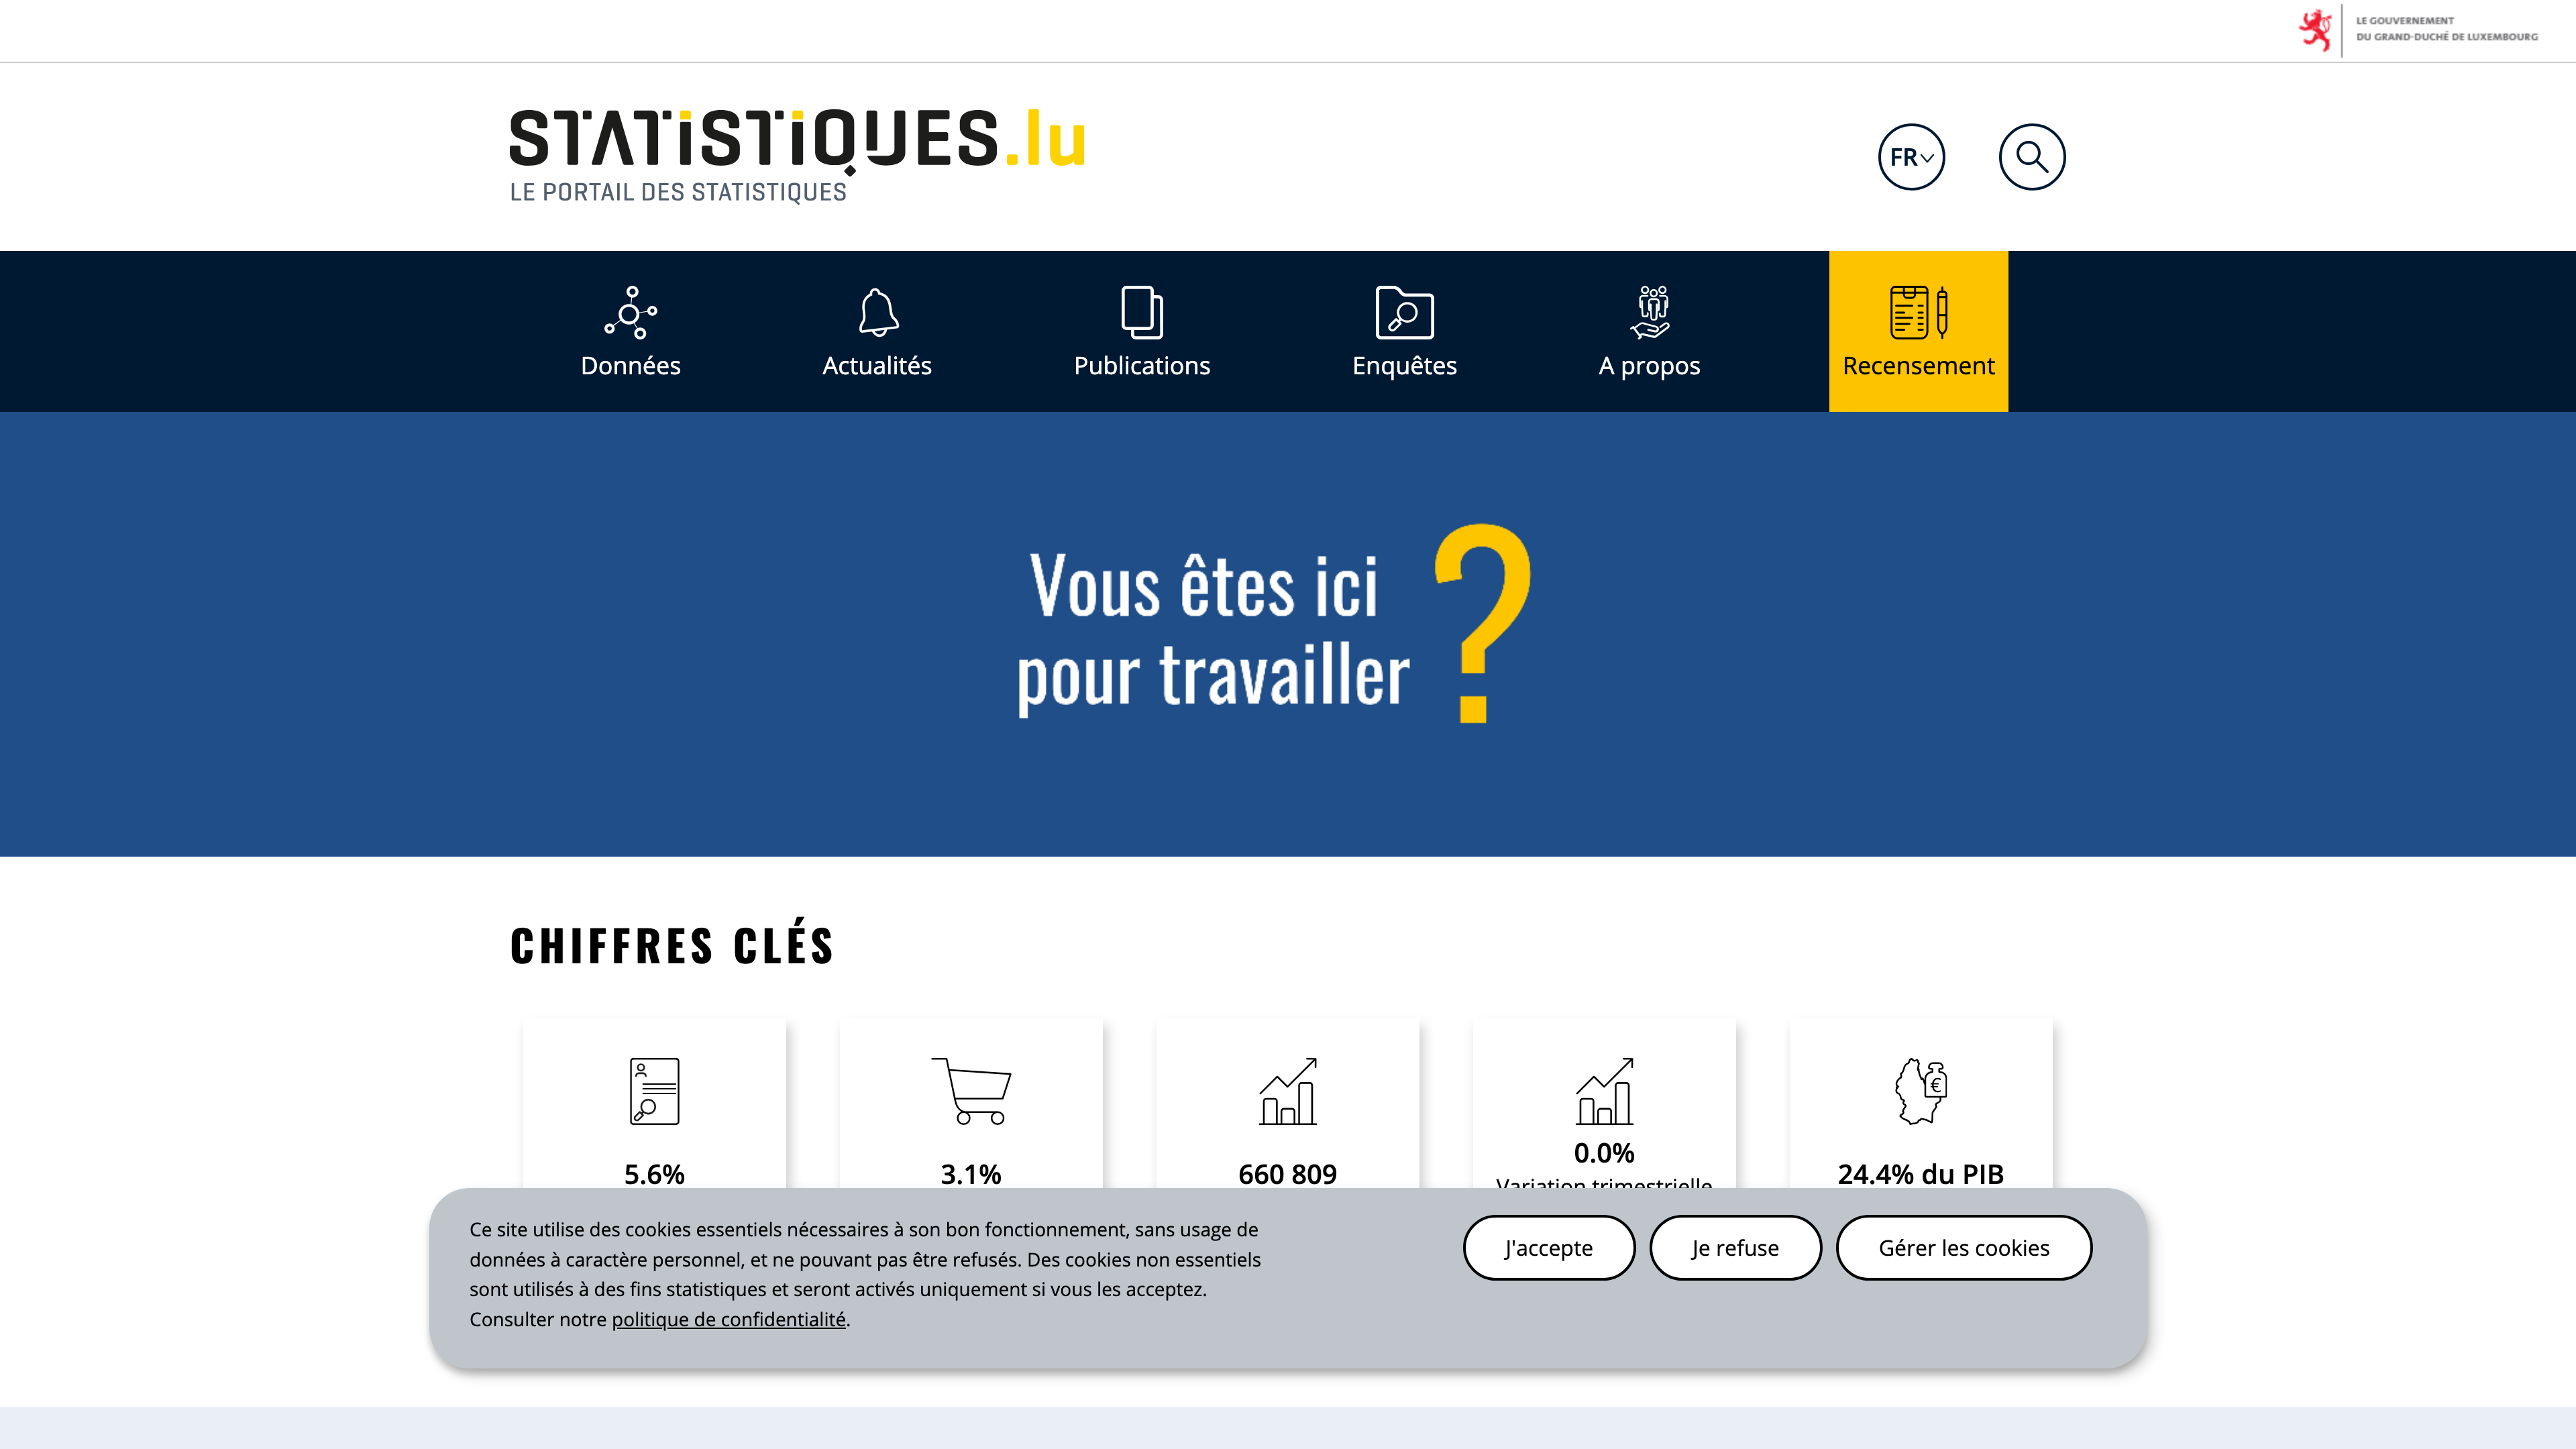 LE GOUVERNEMENT
DU GRAND-DUCHÉ DE LUXEMBOURG
STATISTIQUES.lu
LE PORTAIL DES STATISTIQUES
FR
Données
Actualités
Publications
Enquêtes
A propos
Recensement
Vous êtes ici
pour travailler
?
CHIFFRES CLÉS
5.6%
3.1%
660 809
0.0%
Variation trimestrielle
24.4% du PIB
Ce site utilise des cookies essentiels nécessaires à son bon fonctionnement, sans usage de
données à caractère personnel, et ne pouvant pas être refusés. Des cookies non essentiels
sont utilisés à des fins statistiques et seront activés uniquement si vous les acceptez.
Consulter notre politique de confidentialité.
J'accepte
Je refuse
Gérer les cookies